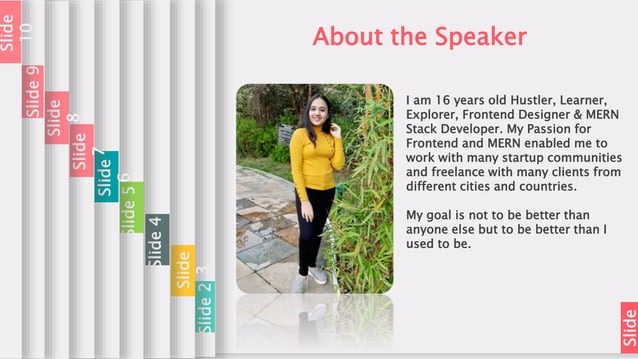 About the Speaker
I am 16 years old Hustler, Learner,
Explorer, Frontend Designer & MERN
Stack Developer. My Passion for
Frontend and MERN enabled me to
work with many startup communities
and freelance with many clients from
different cities and countries.
My goal is not to be better than
anyone else but to be better than I
used to be.
Slide
10
Slide 9
Slide
8
Slide
7
Slide
6
Slide 5
Slide 4
Slide
3
Slide 2
Slide